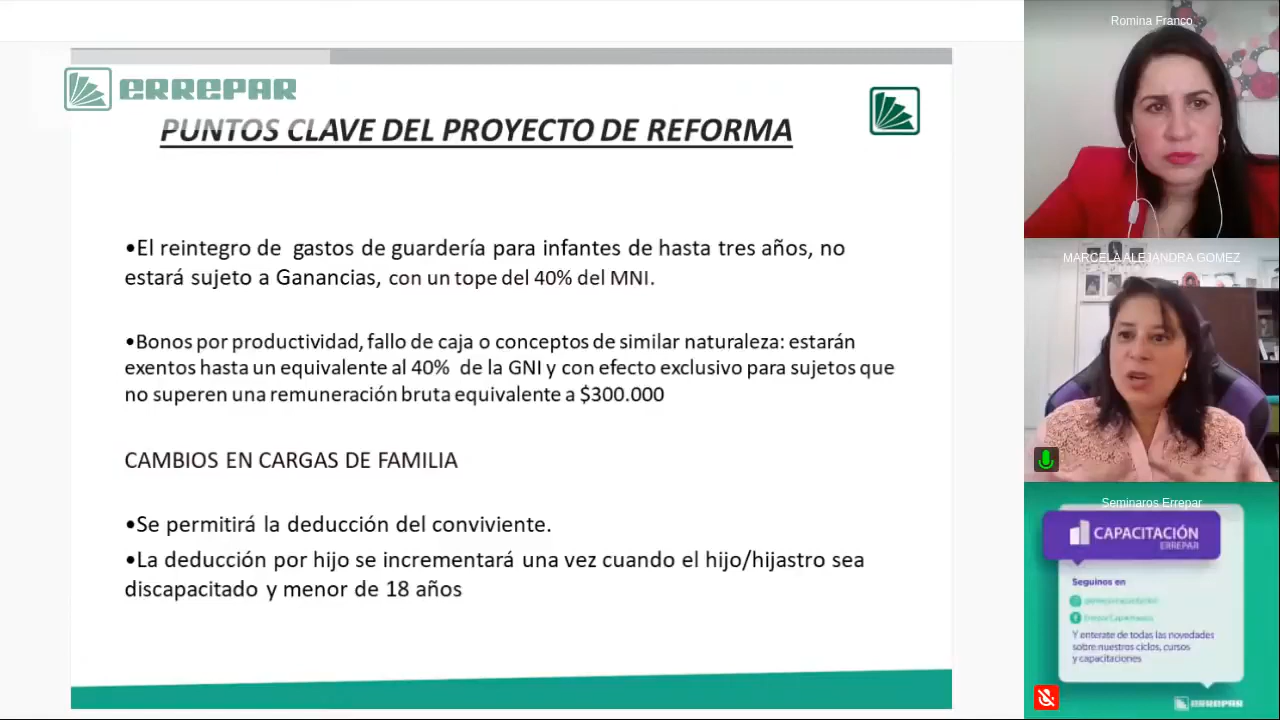 ERREPAR
PUNTOS CLAVE DEL PROYECTO DE REFORMA
•El reintegro de gastos de guardería para infantes de hasta tres años, no
estará sujeto a Ganancias, con un tope del 40% del MNI.
•Bonos por productividad, fallo de caja o conceptos de similar naturaleza: estarán
exentos hasta un equivalente al 40% de la GNI y con efecto exclusivo para sujetos que
no superen una remuneración bruta equivalente a $300.000
CAMBIOS EN CARGAS DE FAMILIA
•Se permitirá la deducción del conviviente.
•La deducción por hijo se incrementará una vez cuando el hijo/hijastro sea
discapacitado y menor de 18 años
Romina Franco
MARCELA ALEJANDRA GOMEZ
Seminaros Errepar
CAPACITACIÓN
ERREPAR
Seguinos en
Y enterate de todas las novedades
sobre nuestros ciclos, cursos
y capacitaciones
ERREPAR